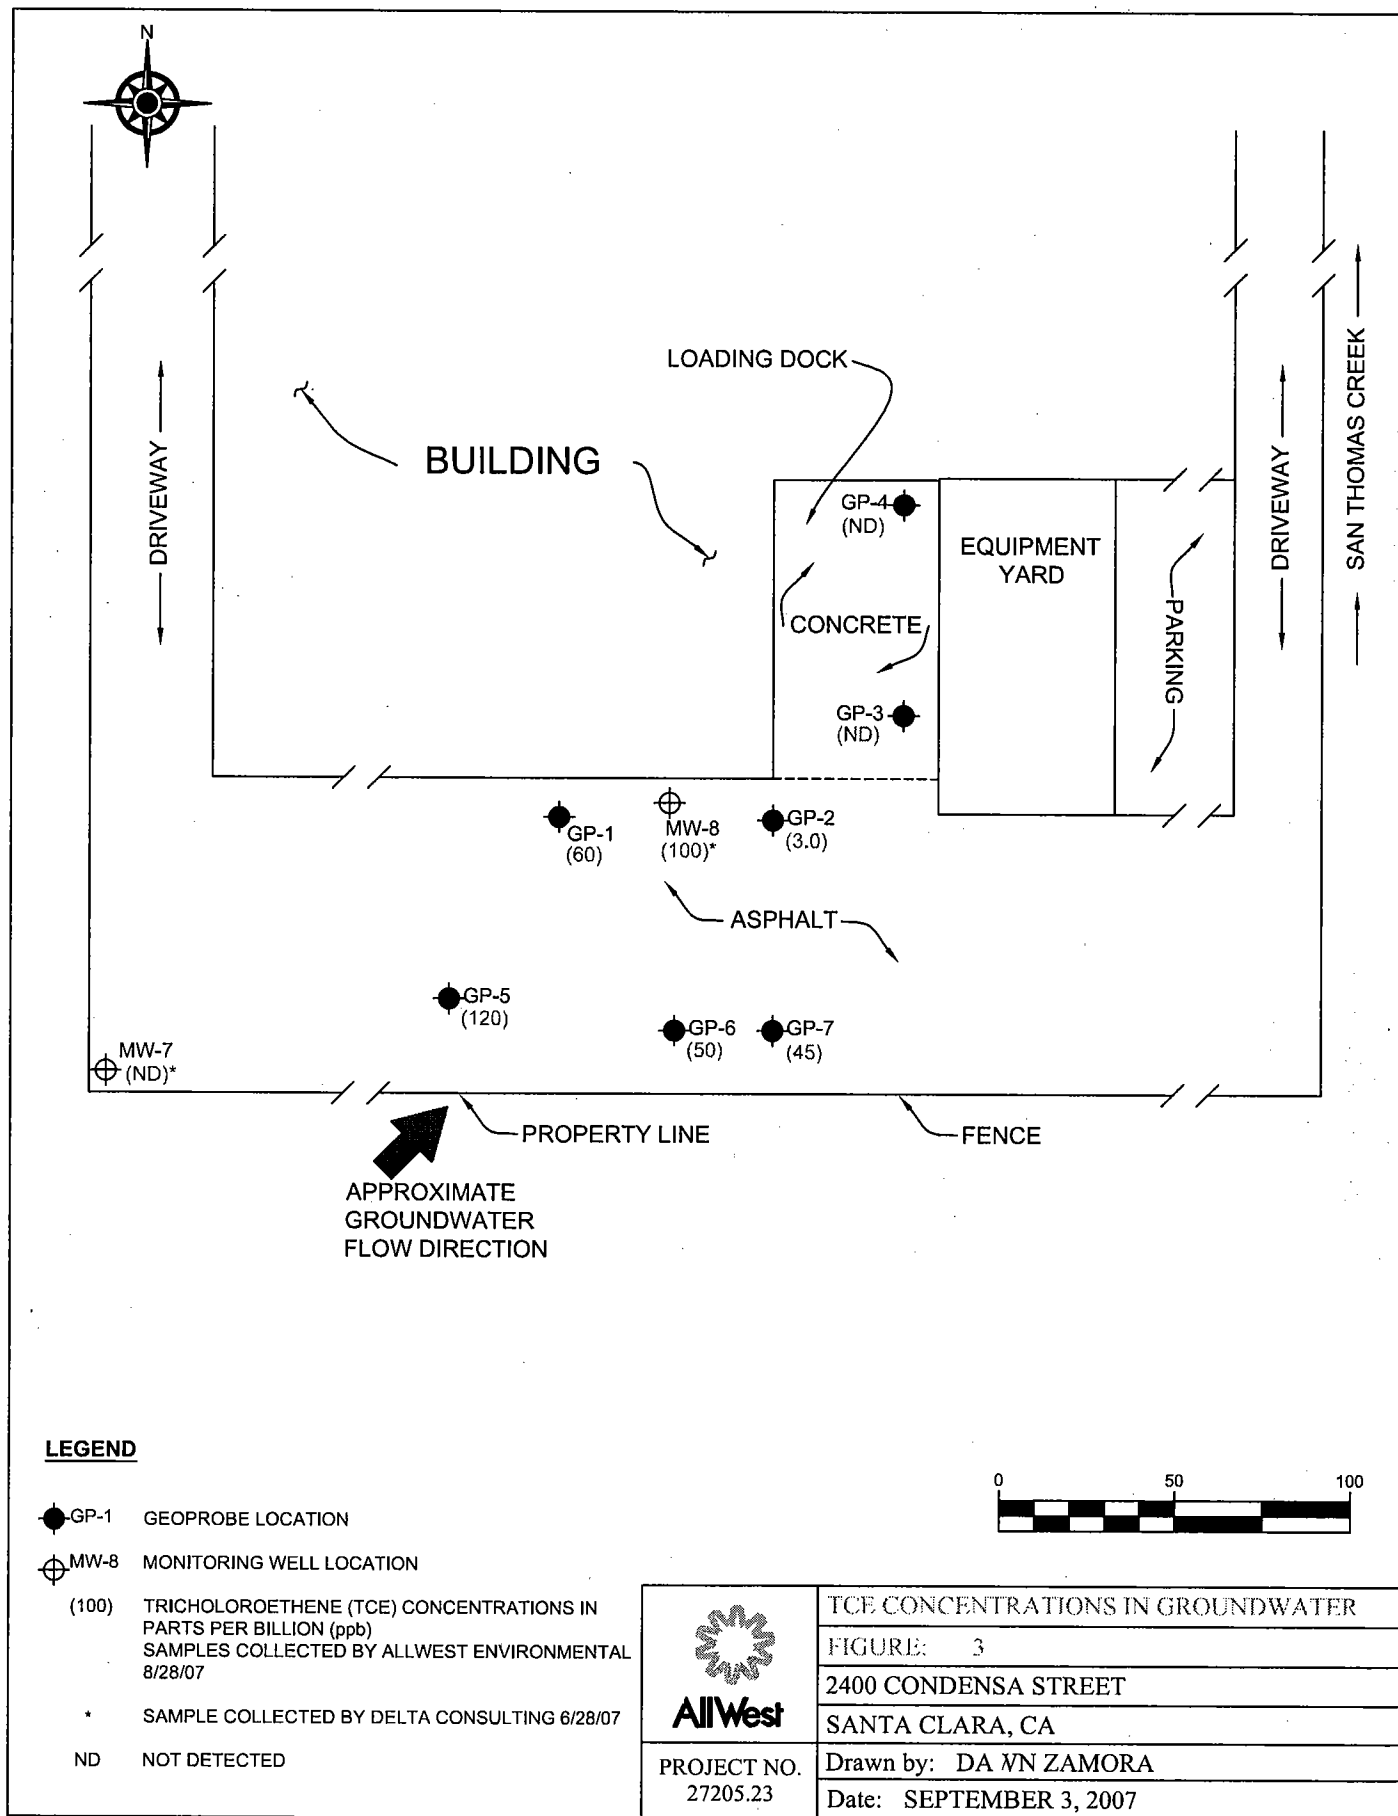 N
LOADING DOCK
BUILDING
DRIVEWAY
GP-4
(ND)
EQUIPMENT
YARD
DRIVEWAY
SAN THOMAS CREEK
CONCRETE
PARKING
GP-3
(ND)
GP-1
(60)
MW-8
(100)*
GP-2
(3.0)
ASPHALT
GP-5
(120)
GP-6
(50)
GP-7
(45)
MW-7
(ND)*
PROPERTY LINE
FENCE
APPROXIMATE
GROUNDWATER
FLOW DIRECTION
LEGEND
GP-1 GEOPROBE LOCATION
MW-8 MONITORING WELL LOCATION
(100) TRICHOLOROETHENE (TCE) CONCENTRATIONS IN
PARTS PER BILLION (ppb)
SAMPLES COLLECTED BY ALLWEST ENVIRONMENTAL
8/28/07
* SAMPLE COLLECTED BY DELTA CONSULTING 6/28/07
ND NOT DETECTED
0 50 100
AllWest
PROJECT NO.
27205.23
TCE CONCENTRATIONS IN GROUNDWATER
FIGURE: 3
2400 CONDENSA STREET
SANTA CLARA, CA
Drawn by: DAWN ZAMORA
Date: SEPTEMBER 3, 2007